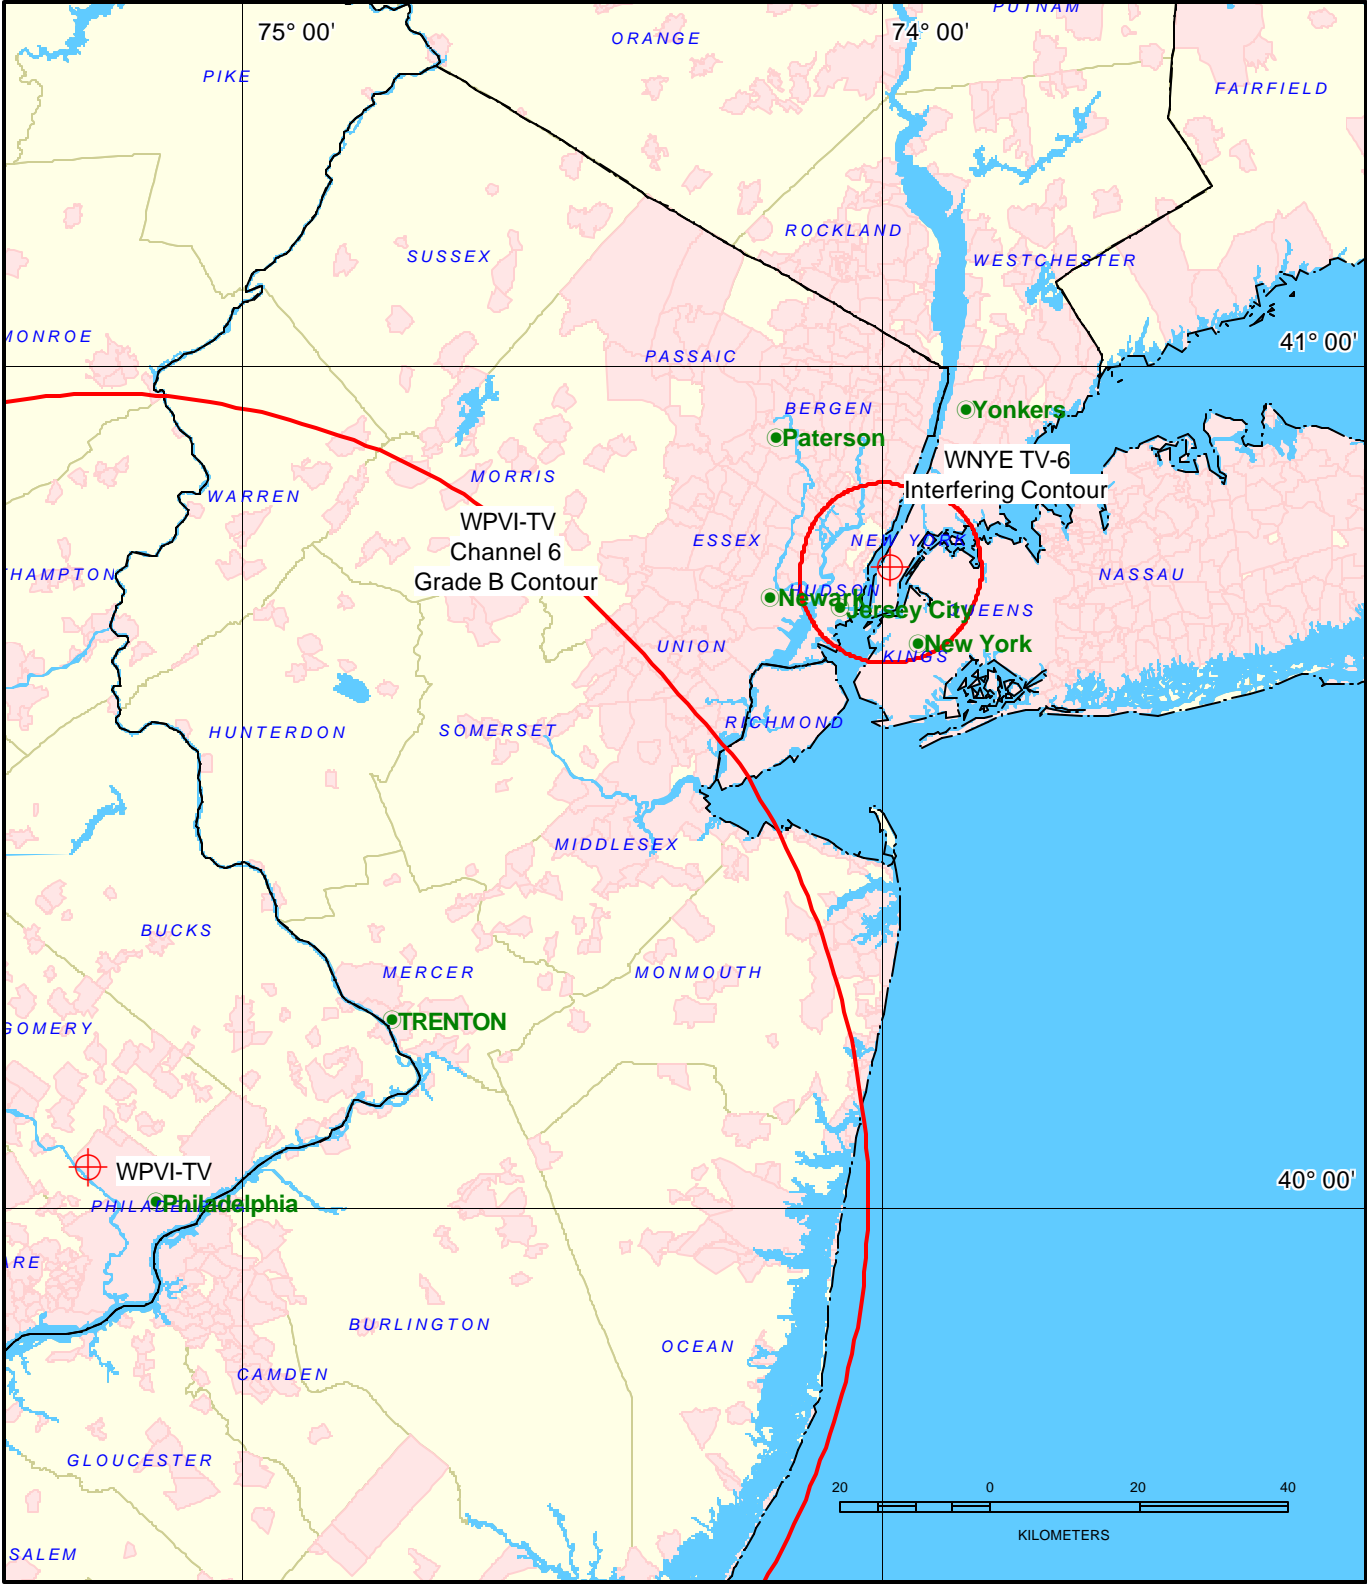 PUTNAM
75° 00'
ORANGE
74° 00'
PIKE
FAIRFIELD
ROCKLAND
SUSSEX
WESTCHESTER
MONROE
41° 00'
PASSAIC
BERGEN
Yonkers
Paterson
WNYE TV-6
Interfering Contour
MORRIS
WARREN
WPVI-TV
Channel 6
Grade B Contour
ESSEX
NEW YORK
HAMPTON
NASSAU
HUDSON
Newark
Jersey City
QUEENS
UNION
New York
KINGS
RICHMOND
HUNTERDON
SOMERSET
MIDDLESEX
BUCKS
MERCER
MONMOUTH
GOMERY
TRENTON
WPVI-TV
40° 00'
PHILADELPHIA
Philadelphia
ARE
BURLINGTON
OCEAN
CAMDEN
GLOUCESTER
20 0 20 40
KILOMETERS
SALEM